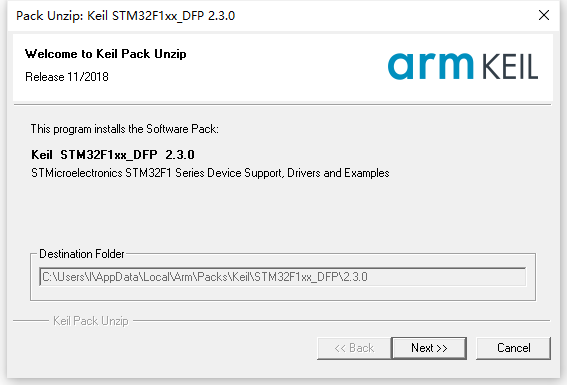 Pack Unzip: Keil STM32F1xx_DFP 2.3.0
Welcome to Keil Pack Unzip
Release 11/2018
arm KEIL
This program installs the Software Pack:
Keil STM32F1xx_DFP 2.3.0
STMicroelectronics STM32F1 Series Device Support, Drivers and Examples
Destination Folder
C:\Users\l\AppData\Local\Arm\Packs\Keil\STM32F1xx_DFP\2.3.0
Keil Pack Unzip
<< Back
Next >>
Cancel